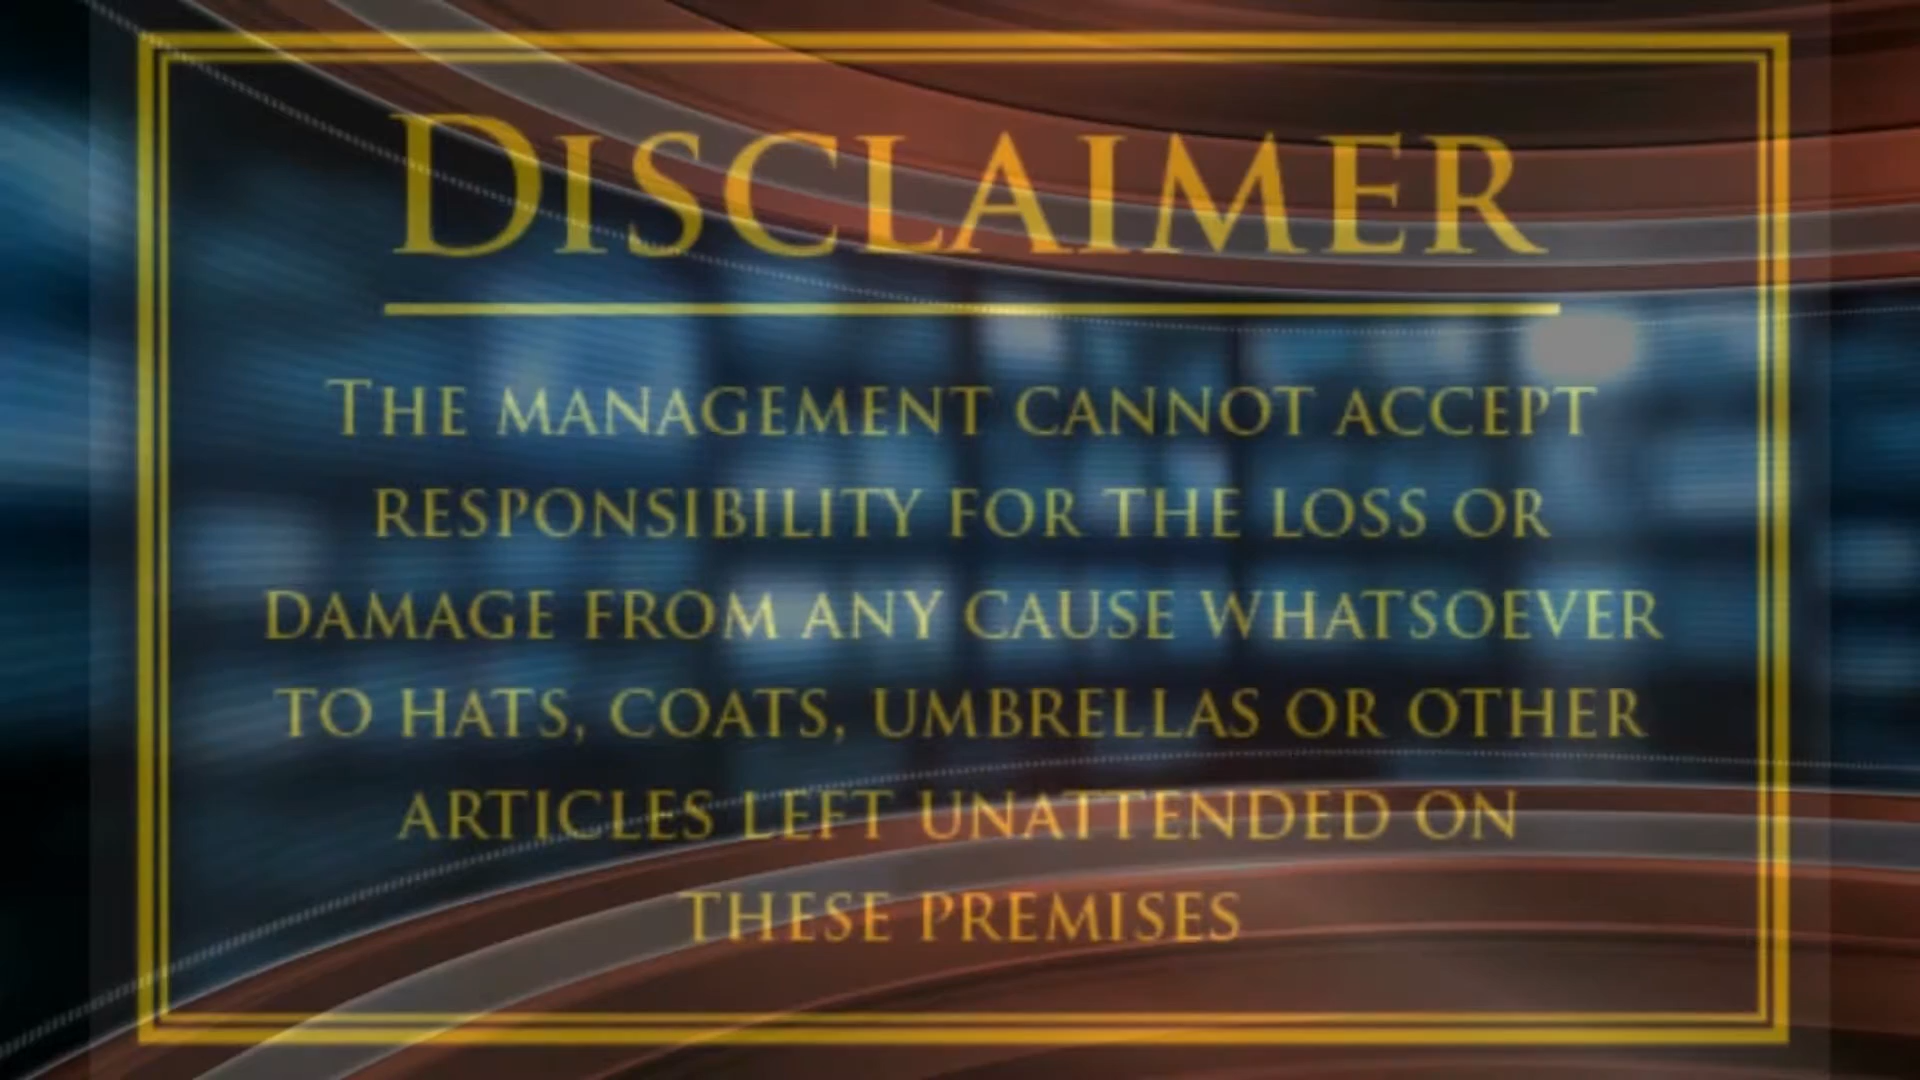 DISCLAIMER
THE MANAGEMENT CANNOT ACCEPT
RESPONSIBILITY FOR THE LOSS OR
DAMAGE FROM ANY CAUSE WHATSOEVER
TO HATS, COATS, UMBRELLAS OR OTHER
ARTICLES LEFT UNATTENDED ON
THESE PREMISES